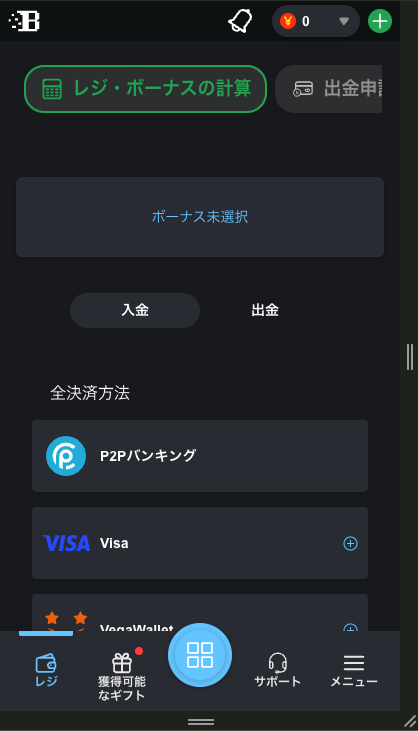 B
¥ 0
レジ・ボーナスの計算
出金申
ボーナス未選択
入金
出金
全決済方法
P2Pバンキング
VISA Visa
VegaWallet
レジ
獲得可能
なギフト
サポート
メニュー